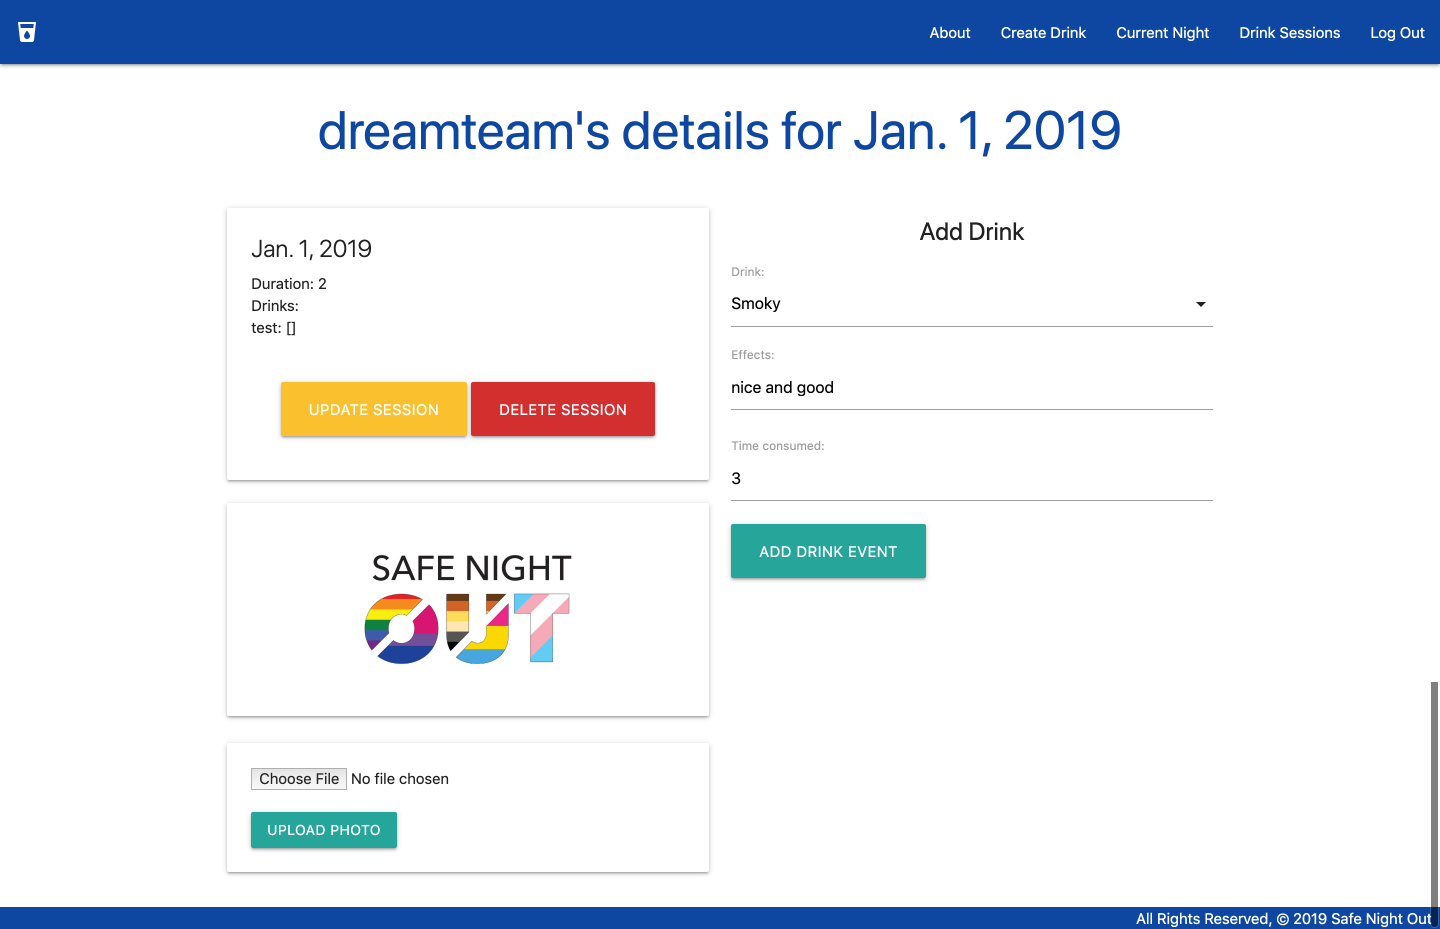 About Create Drink Current Night Drink Sessions Log Out
dreamteam's details for Jan. 1, 2019
Jan. 1, 2019
Duration: 2
Drinks:
test: []
UPDATE SESSION DELETE SESSION
SAFE NIGHT
OUT
Choose File No file chosen
UPLOAD PHOTO
Add Drink
Drink:
Smoky
Effects:
nice and good
Time consumed:
3
ADD DRINK EVENT
All Rights Reserved, © 2019 Safe Night Out